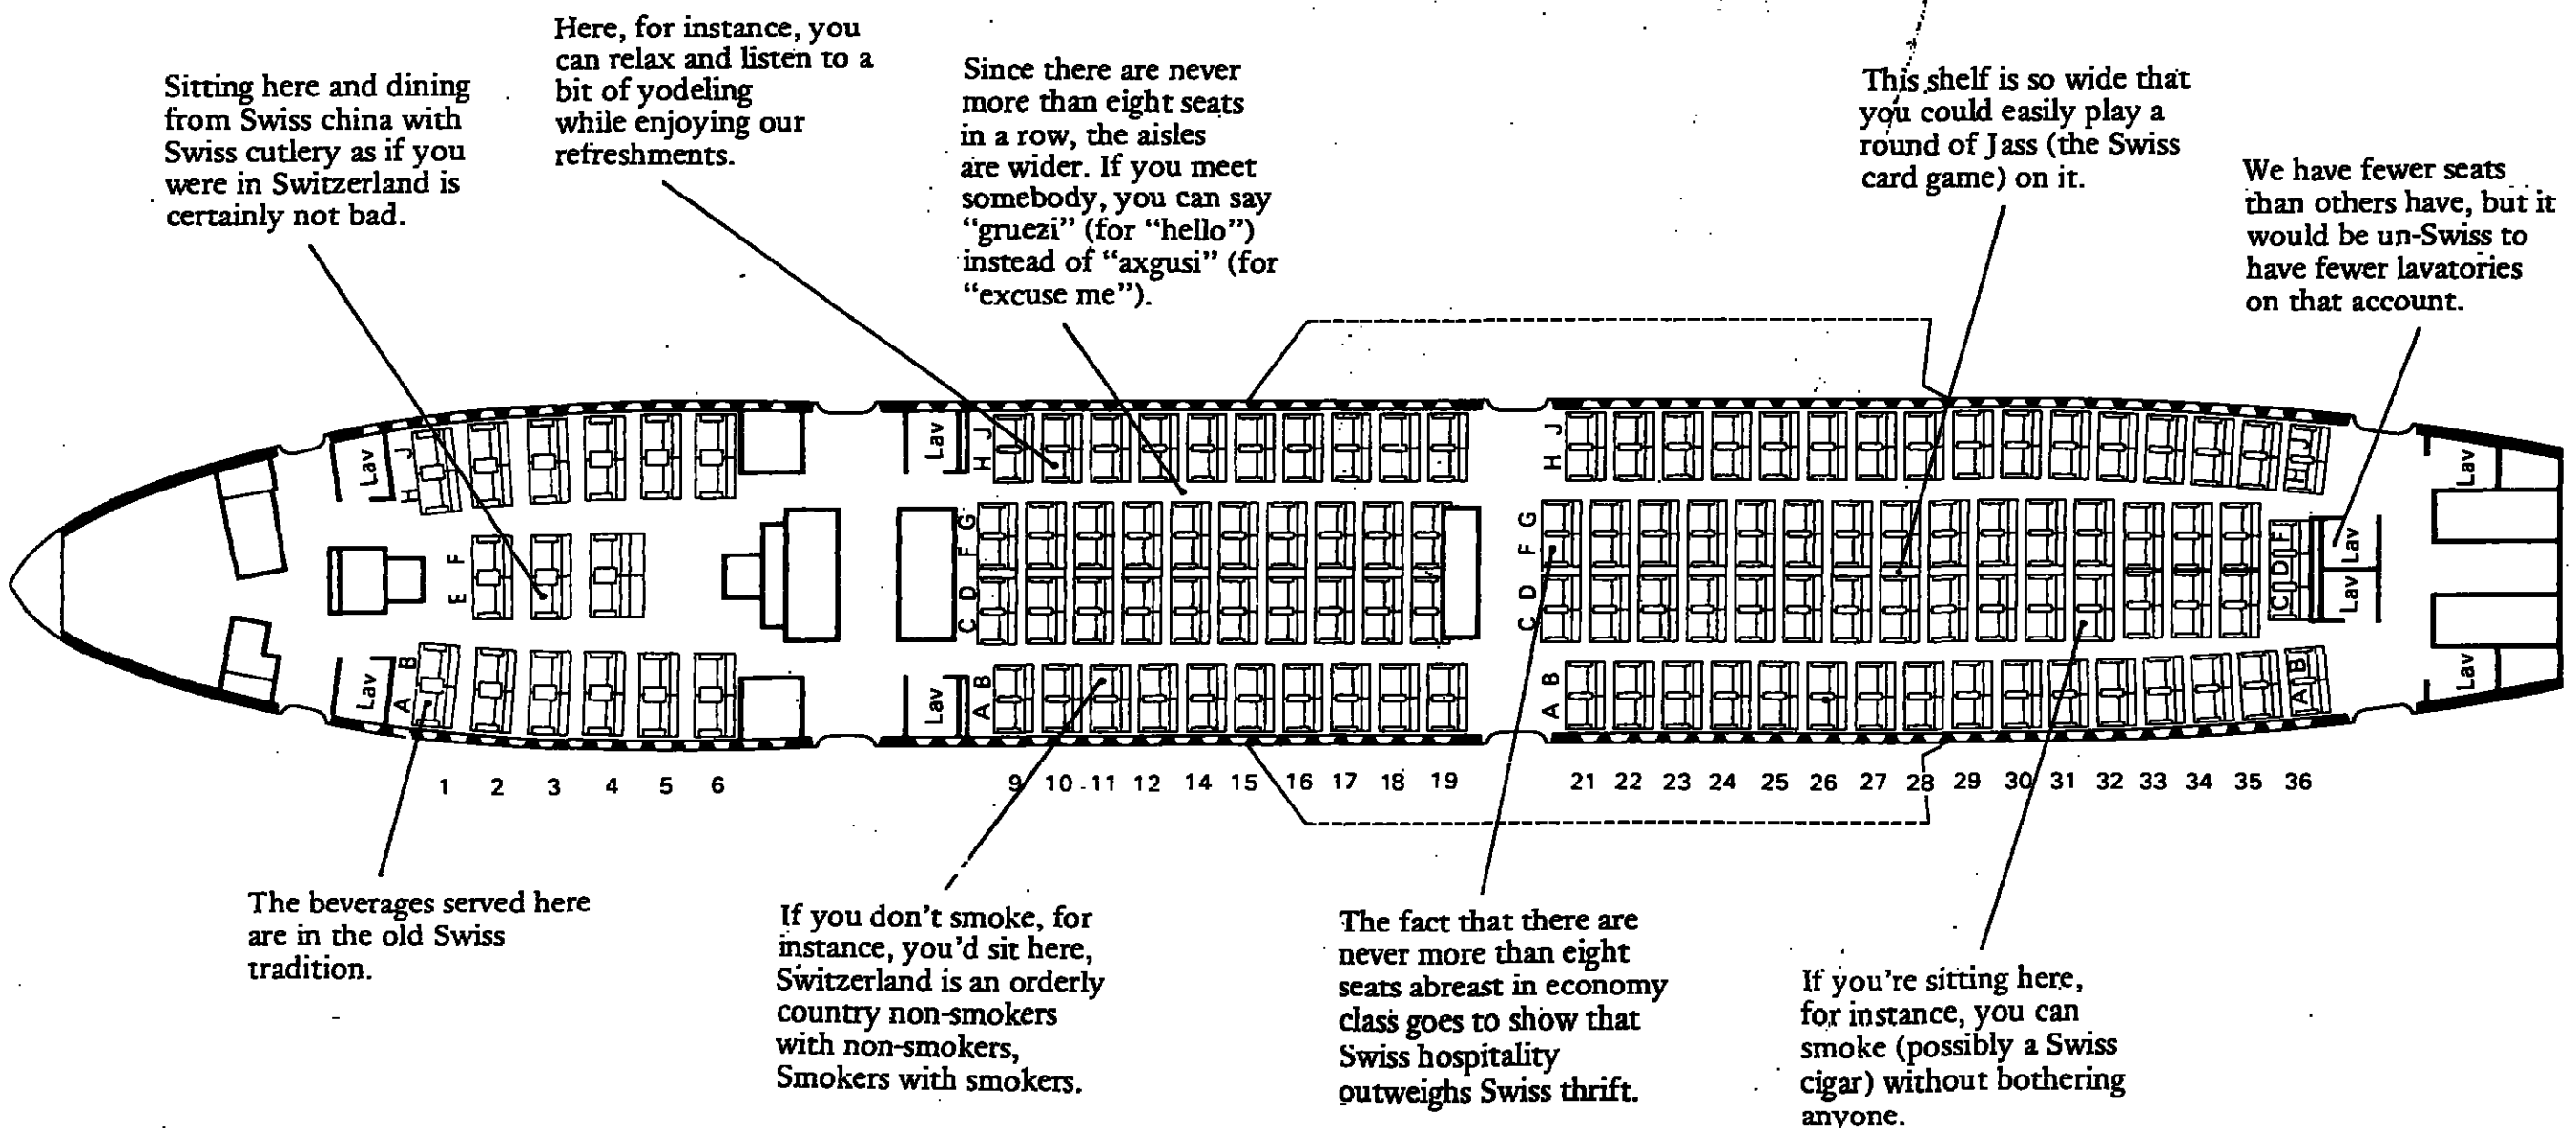 Sitting here and dining
from Swiss china with
Swiss cutlery as if you
were in Switzerland is
certainly not bad.
Here, for instance, you
can relax and listen to a
bit of yodeling
while enjoying our
refreshments.
Since there are never
more than eight seats
in a row, the aisles
are wider. If you meet
somebody, you can say
“gruezi” (for “hello”)
instead of “axgusi” (for
“excuse me”).
This shelf is so wide that
you could easily play a
round of Jass (the Swiss
card game) on it.
We have fewer seats
than others have, but it
would be un-Swiss to
have fewer lavatories
on that account.
Lav
H J
Lav
H J
H J
H J
Lav
E F
C D F G
C D F G
C D F
Lav
Lav
Lav
A B
Lav
A B
A B
A B
Lav
1 2 3 4 5 6 9 10 11 12 14 15 16 17 18 19 21 22 23 24 25 26 27 28 29 30 31 32 33 34 35 36
The beverages served here
are in the old Swiss
tradition.
If you don’t smoke, for
instance, you’d sit here,
Switzerland is an orderly
country non-smokers
with non-smokers,
Smokers with smokers.
The fact that there are
never more than eight
seats abreast in economy
class goes to show that
Swiss hospitality
outweighs Swiss thrift.
If you’re sitting here,
for instance, you can
smoke (possibly a Swiss
cigar) without bothering
anyone.